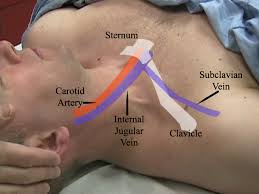 Sternum
Carotid
Artery
Subclavian
Vein
Internal
Jugular
Vein
Clavicle